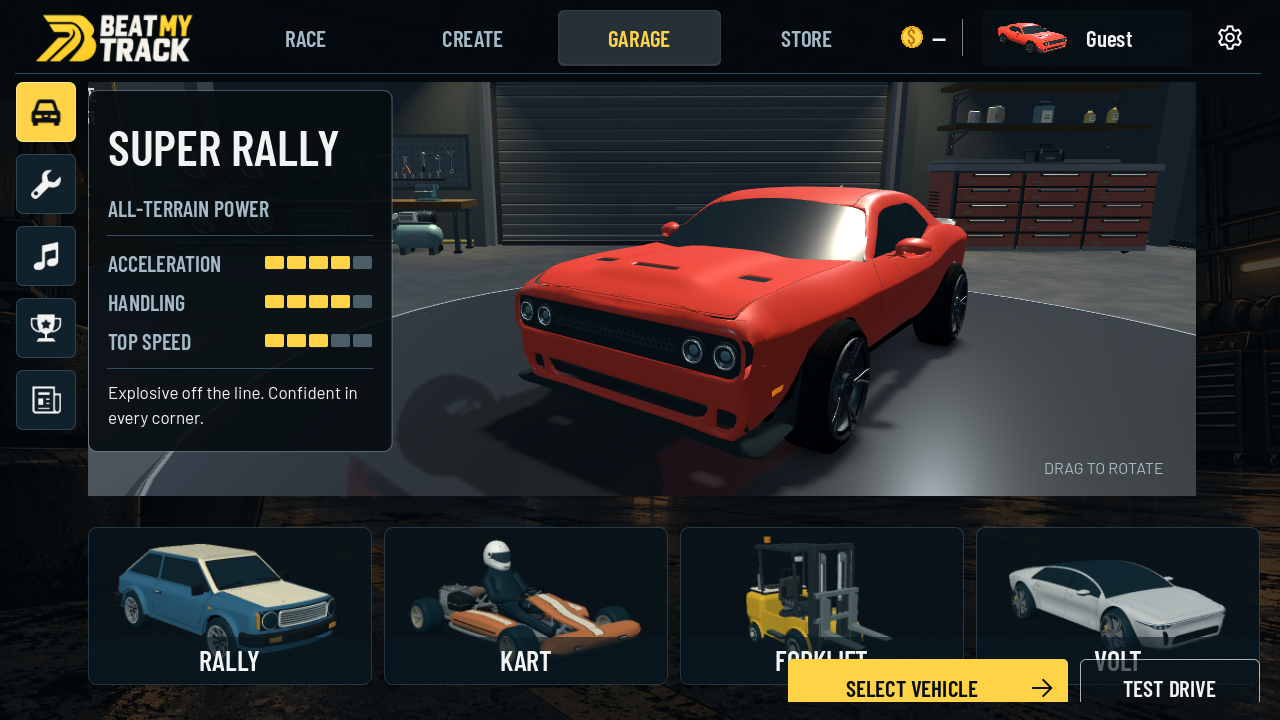 BEAT MY
TRACK
RACE
CREATE
GARAGE
STORE
$ –
Guest
SUPER RALLY
ALL-TERRAIN POWER
ACCELERATION
HANDLING
TOP SPEED
Explosive off the line. Confident in
every corner.
DRAG TO ROTATE
RALLY
KART
FORKLIFT
VOLT
SELECT VEHICLE
TEST DRIVE